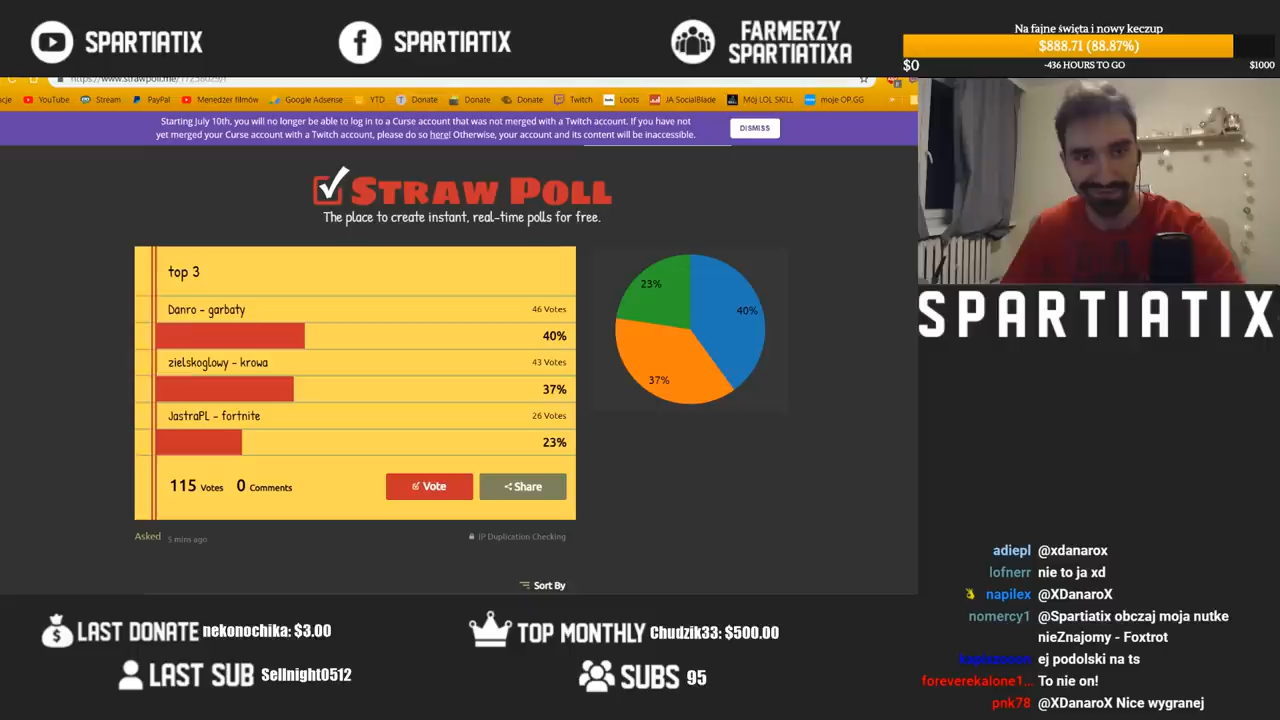 SPARTIATIX
SPARTIATIX
FARMERZY
SPARTIATIXA
Na fajne święta i nowy keczup
$888.71 (88.87%)
$0
-436 HOURS TO GO
$1000
YouTube
Stream
PayPal
Menedżer filmów
Google Adsense
YTD
Donate
Donate
Donate
Twitch
Loots
JA SocialBlade
Mój LOL SKILL
moje OP.GG
Starting July 10th, you will no longer be able to log in to a Curse account that was not merged with a Twitch account. If you have not
yet merged your Curse account with a Twitch account, please do so here! Otherwise, your account and its content will be inaccessible.
DISMISS
STRAW POLL
The place to create instant, real-time polls for free.
top 3
Danro - garbaty
46 Votes
40%
zielskoglowy - krowa
43 Votes
37%
JastraPL - fortnite
26 Votes
23%
115 Votes 0 Comments
Vote
Share
Asked 5 mins ago
IP Duplication Checking
Sort By
23%
40%
37%
SPARTIATIX
adiepl @xdanarox
lofnerr nie to ja xd
napilex @XDanaroX
nomercy1 @Spartiatix obczaj moja nutke
nieZnajomy - Foxtrot
ej podolski na ts
foreverekalone1... To nie on!
pnk78 @XDanaroX Nice wygranej
LAST DONATE nekonochika: $3.00
TOP MONTHLY Chudzik33: $500.00
LAST SUB Sellnight0512
SUBS 95